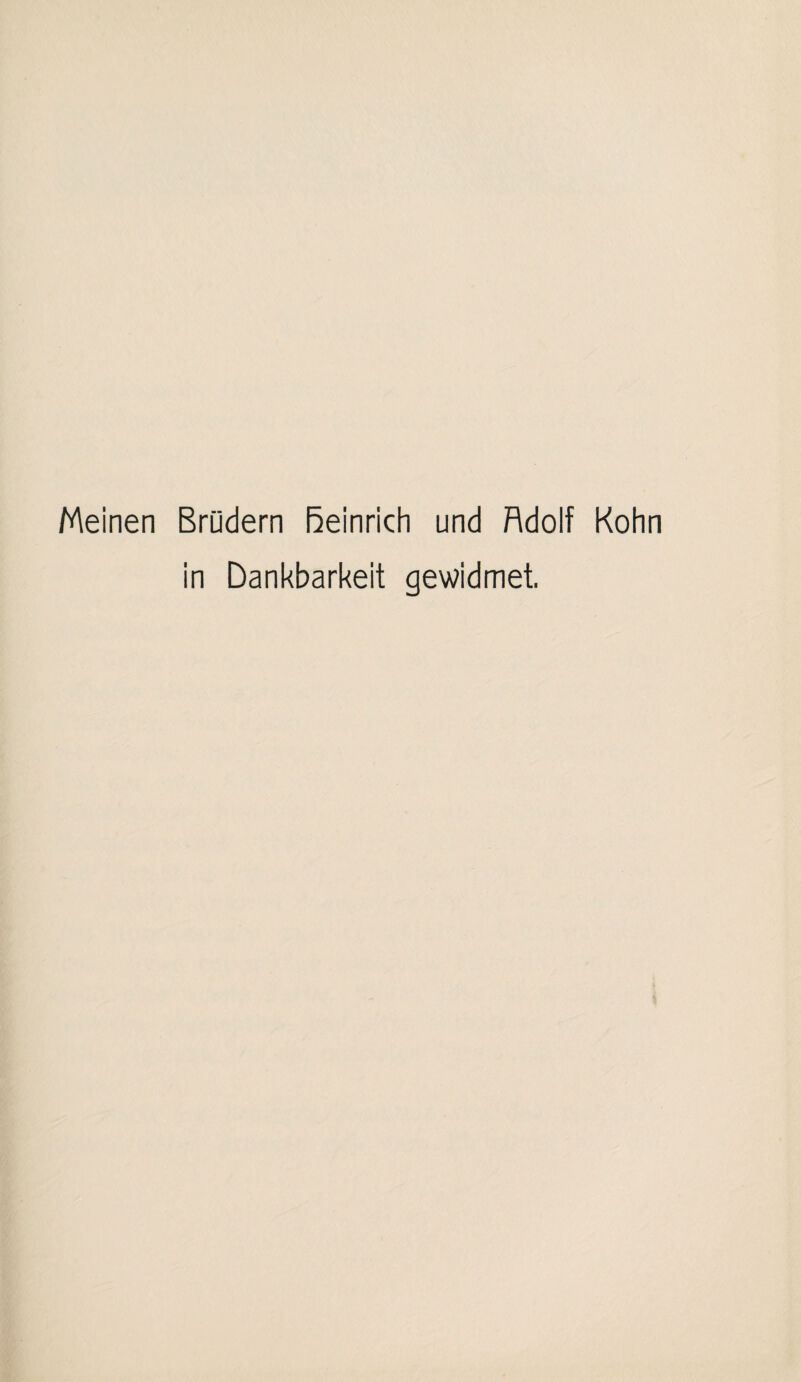 Meinen Brüdern Heinrich und Adolf Kohn
in Dankbarkeit gewidmet.